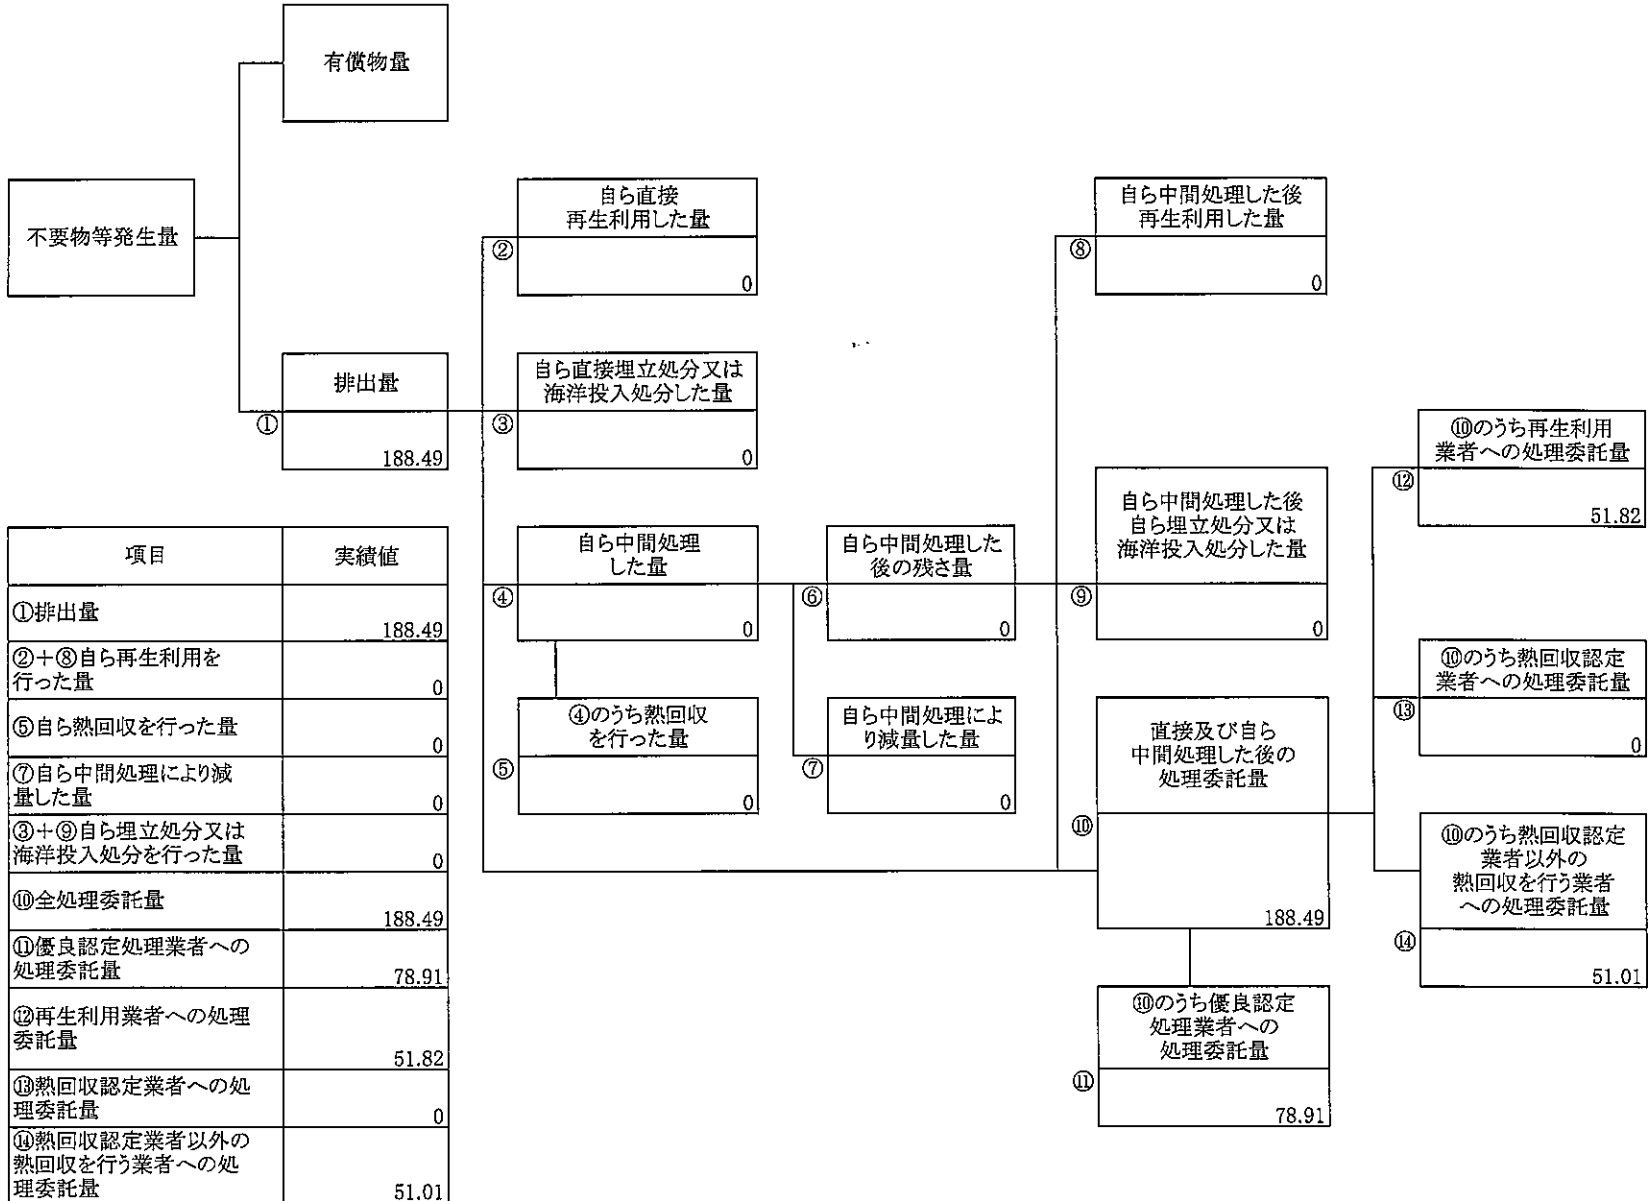 有償物量
不要物等発生量
自ら直接
再生利用した量
②
0
自ら中間処理した後
再生利用した量
⑧
0
排出量
①
188.49
自ら直接埋立処分又は
海洋投入処分した量
③
0
⑩のうち再生利用
業者への処理委託量
⑫
51.82
自ら中間処理した後
自ら埋立処分又は
海洋投入処分した量
⑨
0
自ら中間処理
した量
④
0
自ら中間処理した
後の残さ量
⑥
0
⑩のうち熱回収認定
業者への処理委託量
⑬
0
④のうち熱回収
を行った量
⑤
0
自ら中間処理によ
り減量した量
⑦
0
直接及び自ら
中間処理した後の
処理委託量
⑩
188.49
⑩のうち熱回収認定
業者以外の
熱回収を行う業者
への処理委託量
⑭
51.01
⑩のうち優良認定
処理業者への
処理委託量
⑪
78.91
項目 実績値
①排出量
188.49
②+⑧自ら再生利用を
行った量 0
⑤自ら熱回収を行った量
0
⑦自ら中間処理により減
量した量 0
③+⑨自ら埋立処分又は
海洋投入処分を行った量 0
⑩全処理委託量
188.49
⑪優良認定処理業者への
処理委託量 78.91
⑫再生利用業者への処理
委託量
51.82
⑬熱回収認定業者への処
理委託量 0
⑭熱回収認定業者以外の
熱回収を行う業者への処
理委託量 51.01